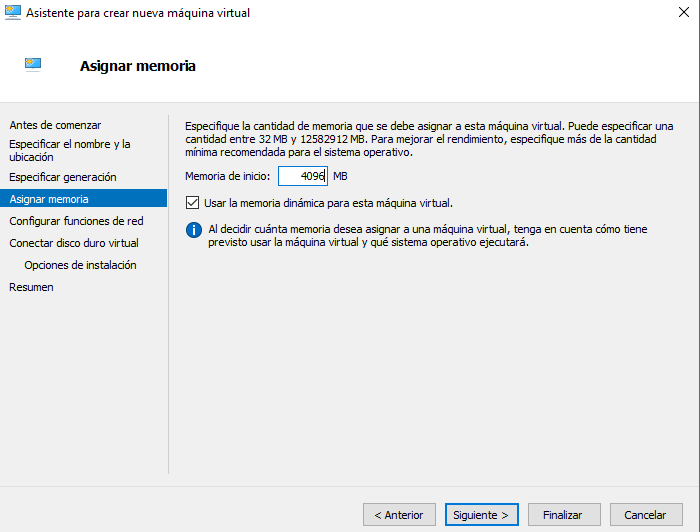 Asistente para crear nueva máquina virtual
Asignar memoria
Antes de comenzar
Especificar el nombre y la
ubicación
Especificar generación
Asignar memoria
Configurar funciones de red
Conectar disco duro virtual
Opciones de instalación
Resumen
Especifique la cantidad de memoria que se debe asignar a esta máquina virtual. Puede especificar una
cantidad entre 32 MB y 12582912 MB. Para mejorar el rendimiento, especifique más de la cantidad
mínima recomendada para el sistema operativo.
Memoria de inicio: 4096 MB
Usar la memoria dinámica para esta máquina virtual.
Al decidir cuánta memoria desea asignar a una máquina virtual, tenga en cuenta cómo tiene
previsto usar la máquina virtual y qué sistema operativo ejecutará.
< Anterior Siguiente > Finalizar Cancelar